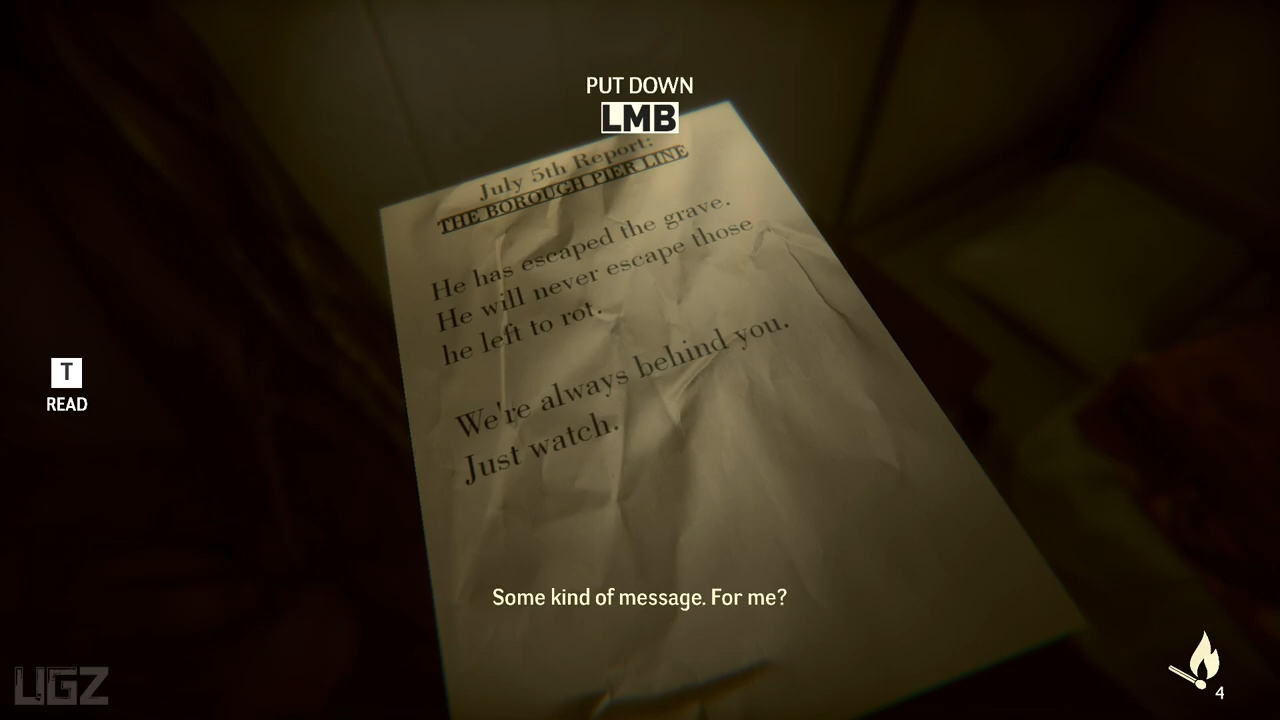 PUT DOWN
LMB
July 5th Report:
THE BOROUGH PIER LINE
He has escaped the grave.
He will never escape those
he left to rot.
We're always behind you.
Just watch.
T
READ
Some kind of message. For me?
UGZ
4